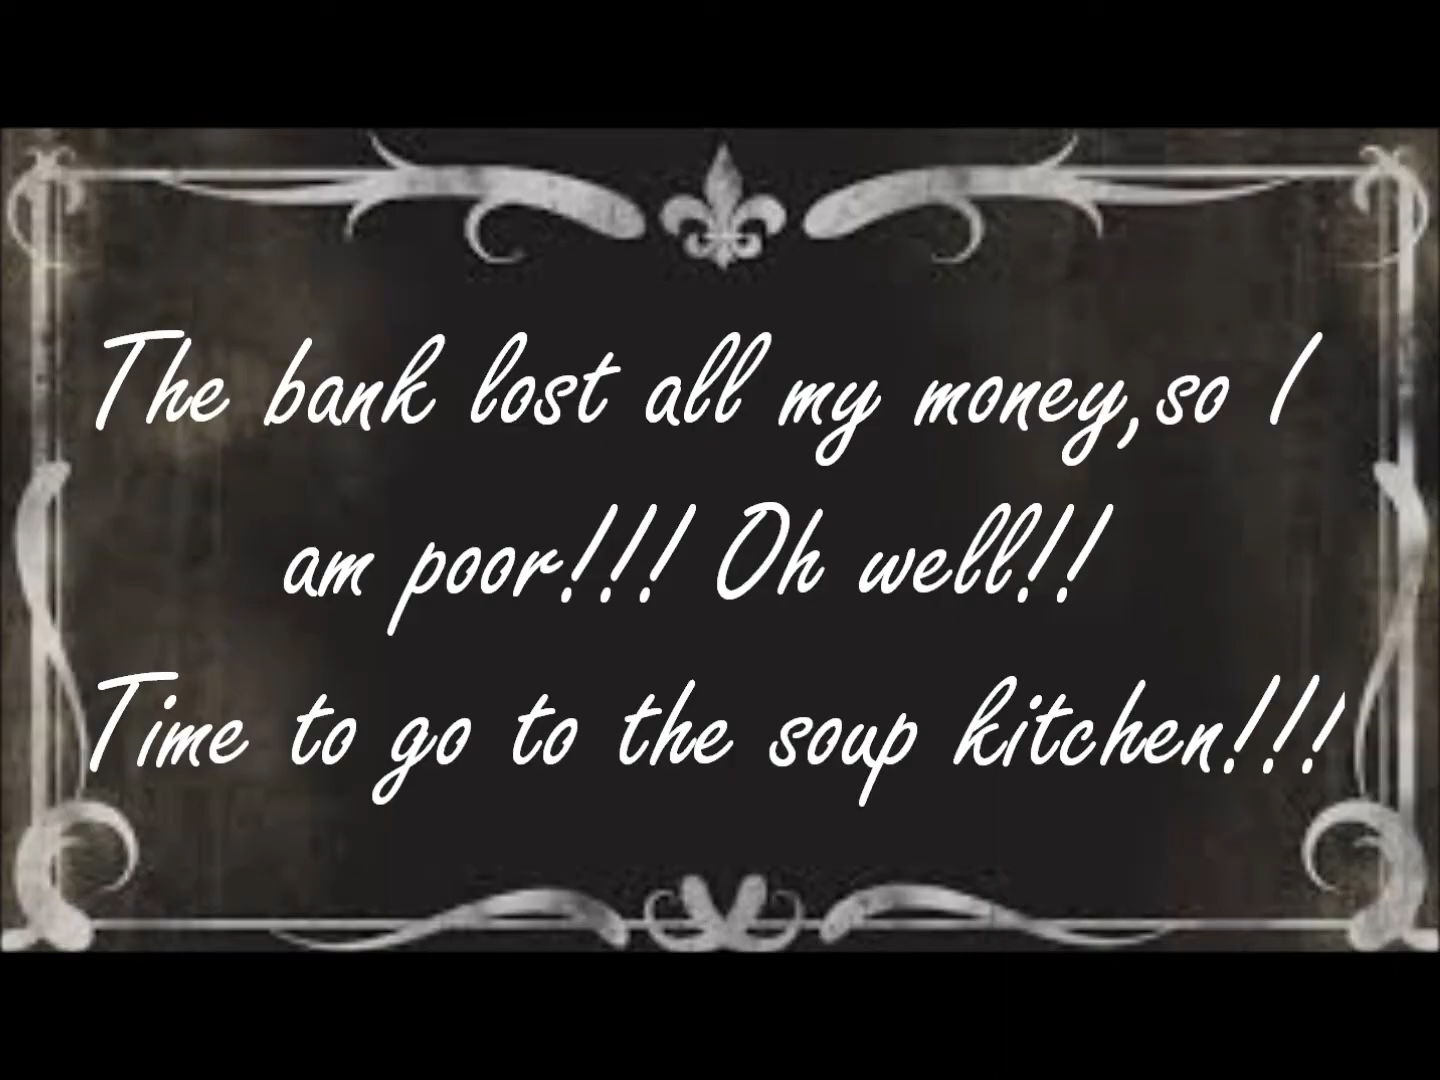 The bank lost all my money,so I
am poor!!! Oh well!!
Time to go to the soup kitchen!!!